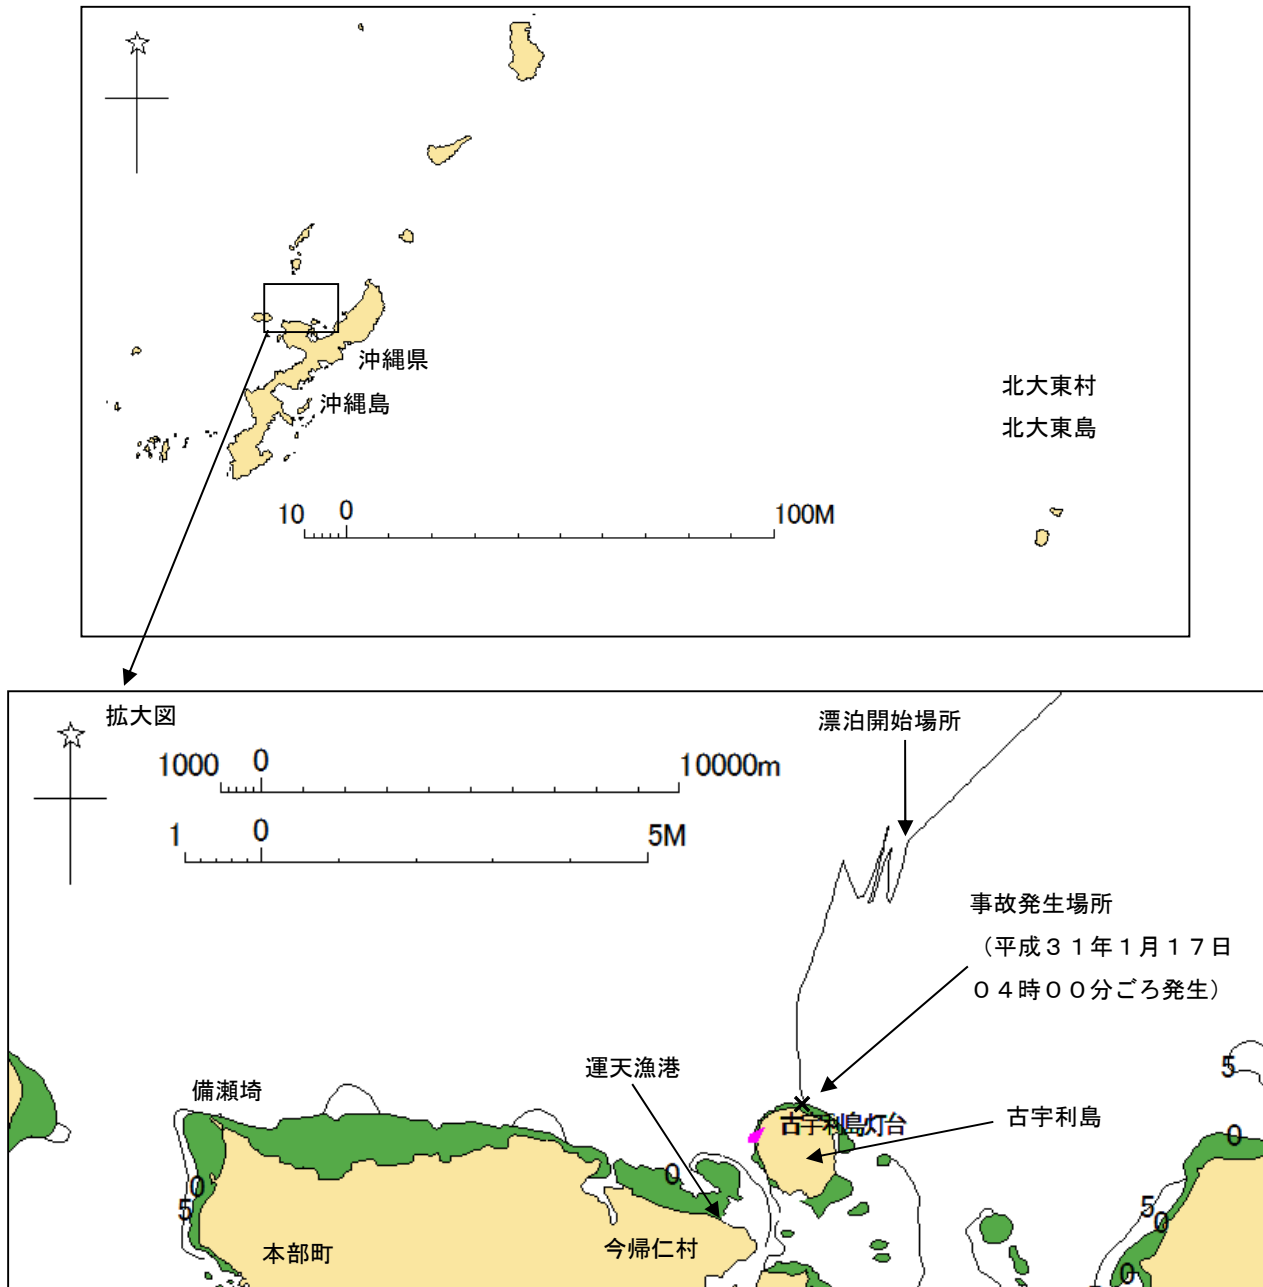 沖縄県
沖縄島
北大東村
北大東島
10 0 100M
拡大図
漂泊開始場所
1000 0 10000m
1 0 5M
事故発生場所
（平成３１年１月１７日
０４時００分ごろ発生）
運天漁港
備瀬埼
古宇利島灯台
古宇利島
5
0
0
0
5
5
0
本部町
今帰仁村
0